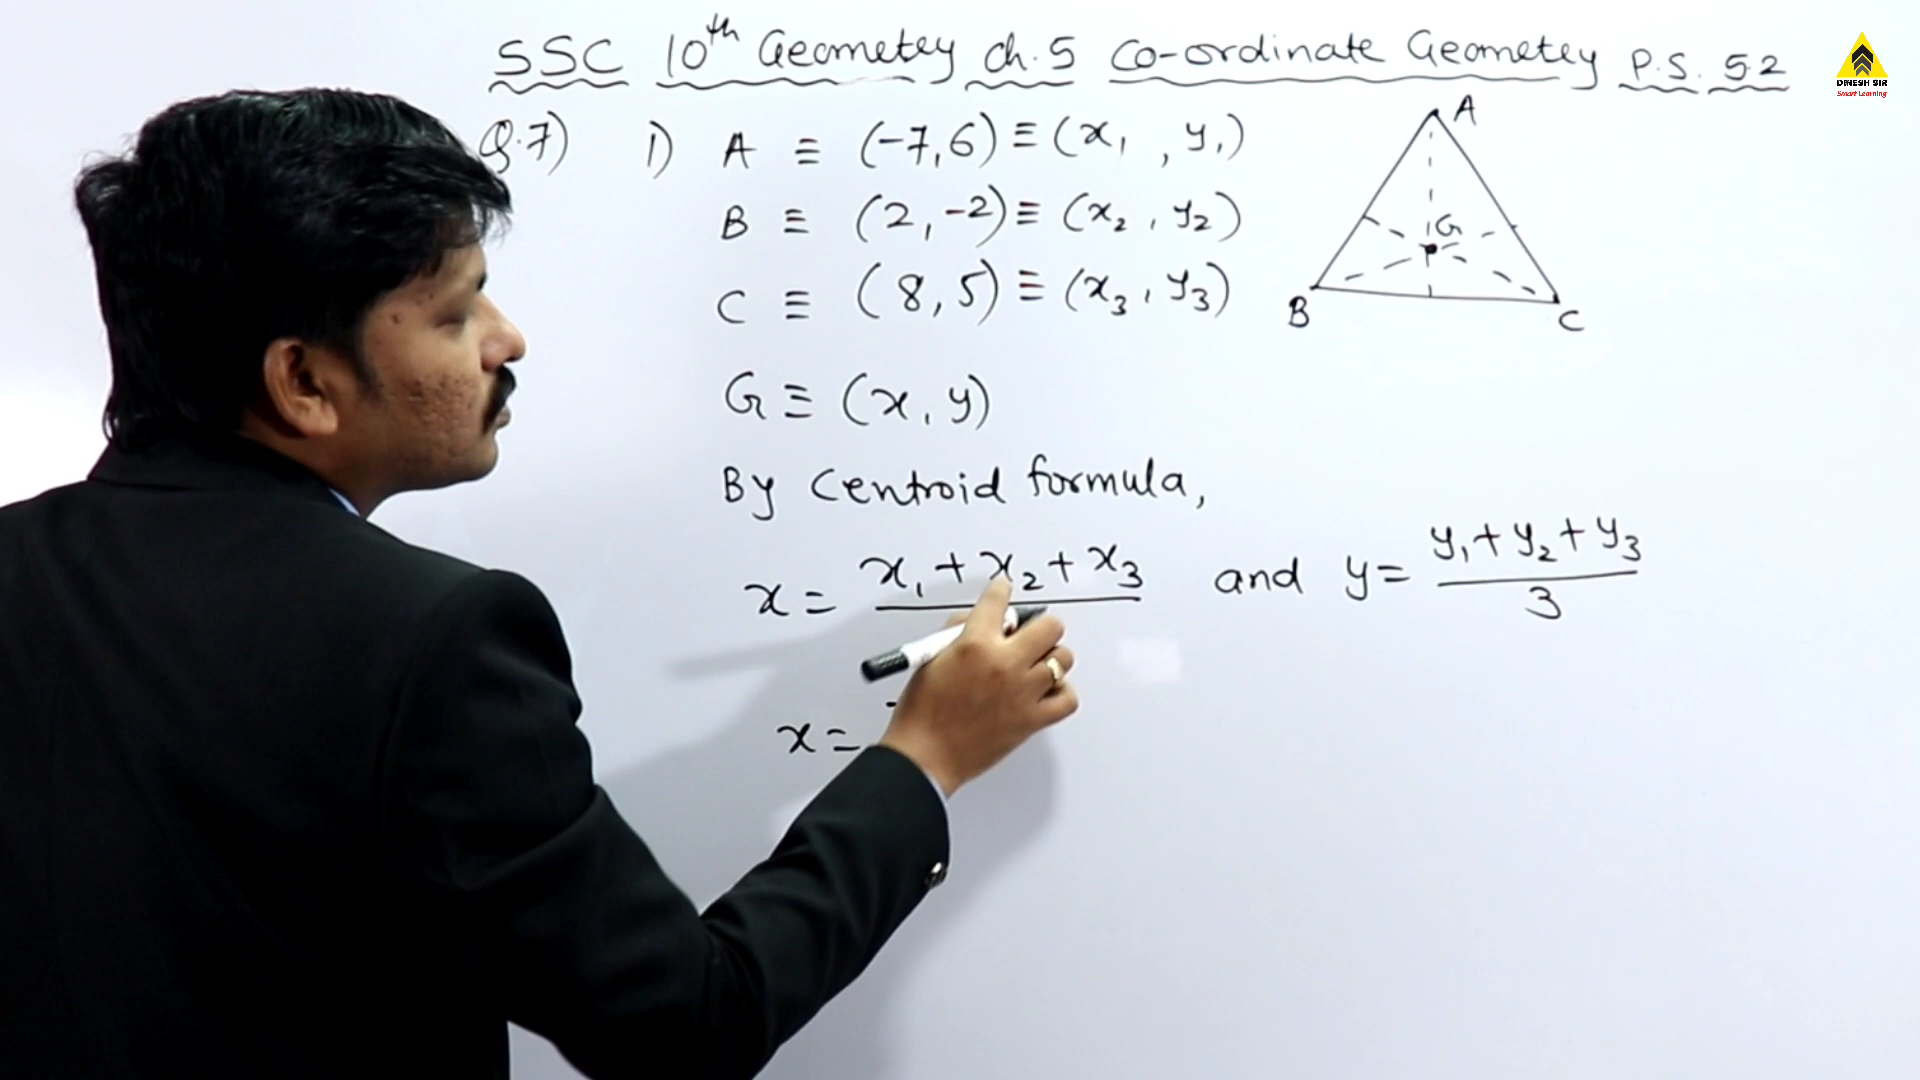 SSC 10th Geometry ch.5 Co-ordinate Geometry P.S. 5.2
DINESH SIR
Smart Learning
Q.7) 1) A ≡ (-7,6) ≡ (x₁ , y₁)
B ≡ (2,-2) ≡ (x₂ , y₂)
C ≡ (8,5) ≡ (x₃ , y₃)
A
G
B
C
G ≡ (x, y)
By Centroid formula,
x = x₁+x₂+x₃ and y = y₁+y₂+y₃
3
x =